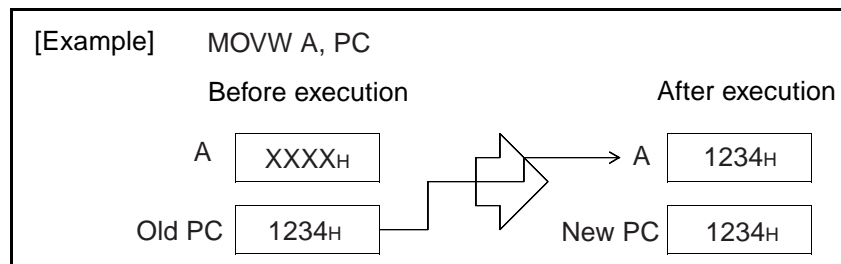 [Example] MOVW A, PC
Before execution After execution
A XXXXH A 1234H
Old PC 1234H New PC 1234H